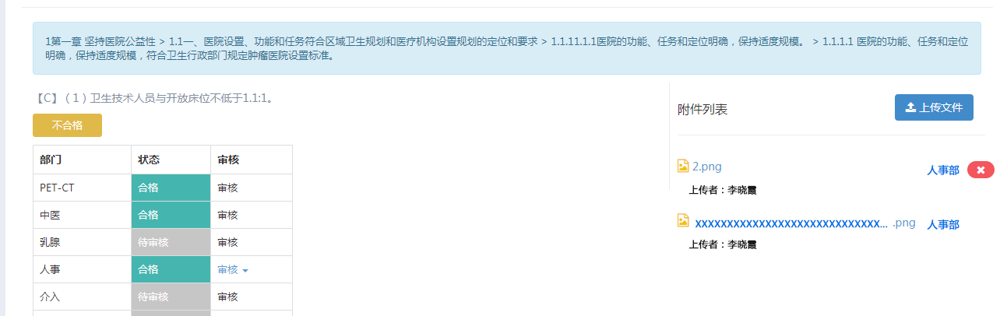 1第一章 坚持医院公益性 > 1.1一、医院设置、功能和任务符合区域卫生规划和医疗机构设置规划的定位和要求 > 1.1.11.1.1医院的功能、任务和定位明确，保持适度规模。 > 1.1.1.1 医院的功能、任务和定位
明确，保持适度规模，符合卫生行政部门规定肿瘤医院设置标准。
【C】（1）卫生技术人员与开放床位不低于1.1:1。
不合格
部门 状态 审核
PET-CT 合格 审核
中医 合格 审核
乳腺 待审核 审核
人事 合格 审核
介入 待审核 审核
附件列表 上传文件
2.png 人事部
上传者：李晓霞
XXXXXXXXXXXXXXXXXXXXXXXXXXXXX... .png 人事部
上传者：李晓霞